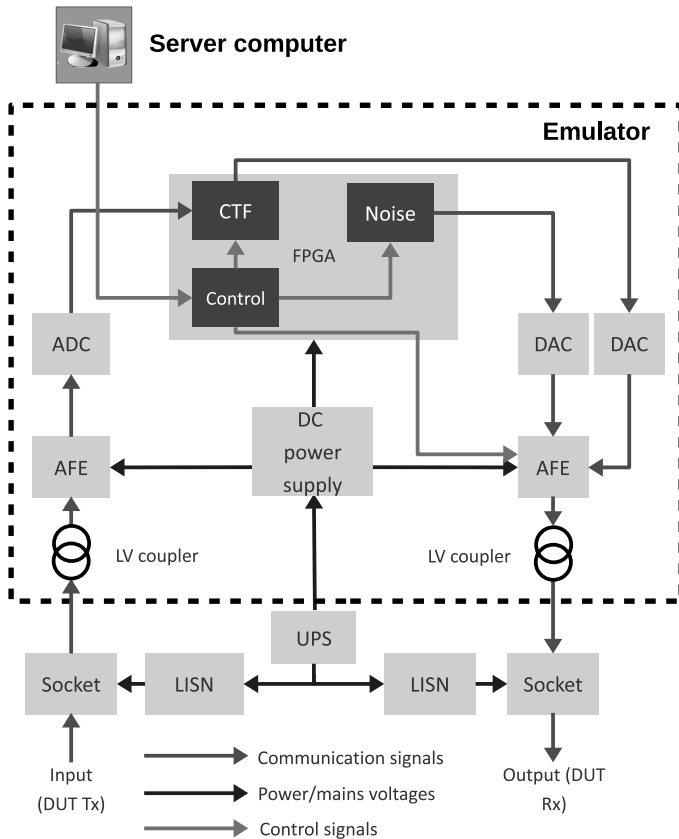 Server computer
Emulator
CTF
Noise
FPGA
Control
ADC
DAC
DAC
DC
power
supply
AFE
AFE
LV coupler
LV coupler
UPS
Socket
LISN
LISN
Socket
Input
(DUT Tx)
Output (DUT
Rx)
Communication signals
Power/mains voltages
Control signals